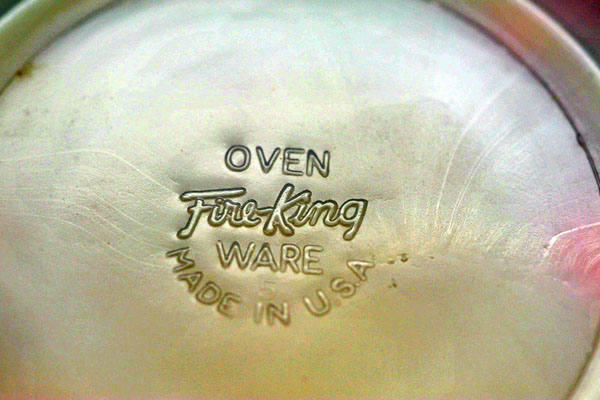 OVEN
Fire-King
WARE
MADE IN U.S.A